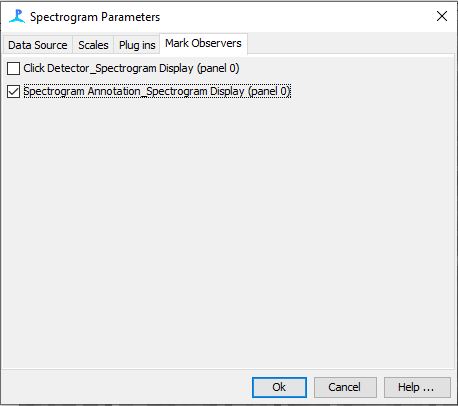 Spectrogram Parameters
Data Source Scales Plug ins Mark Observers
Click Detector_Spectrogram Display (panel 0)
Spectrogram Annotation_Spectrogram Display (panel 0)
Ok Cancel Help ...